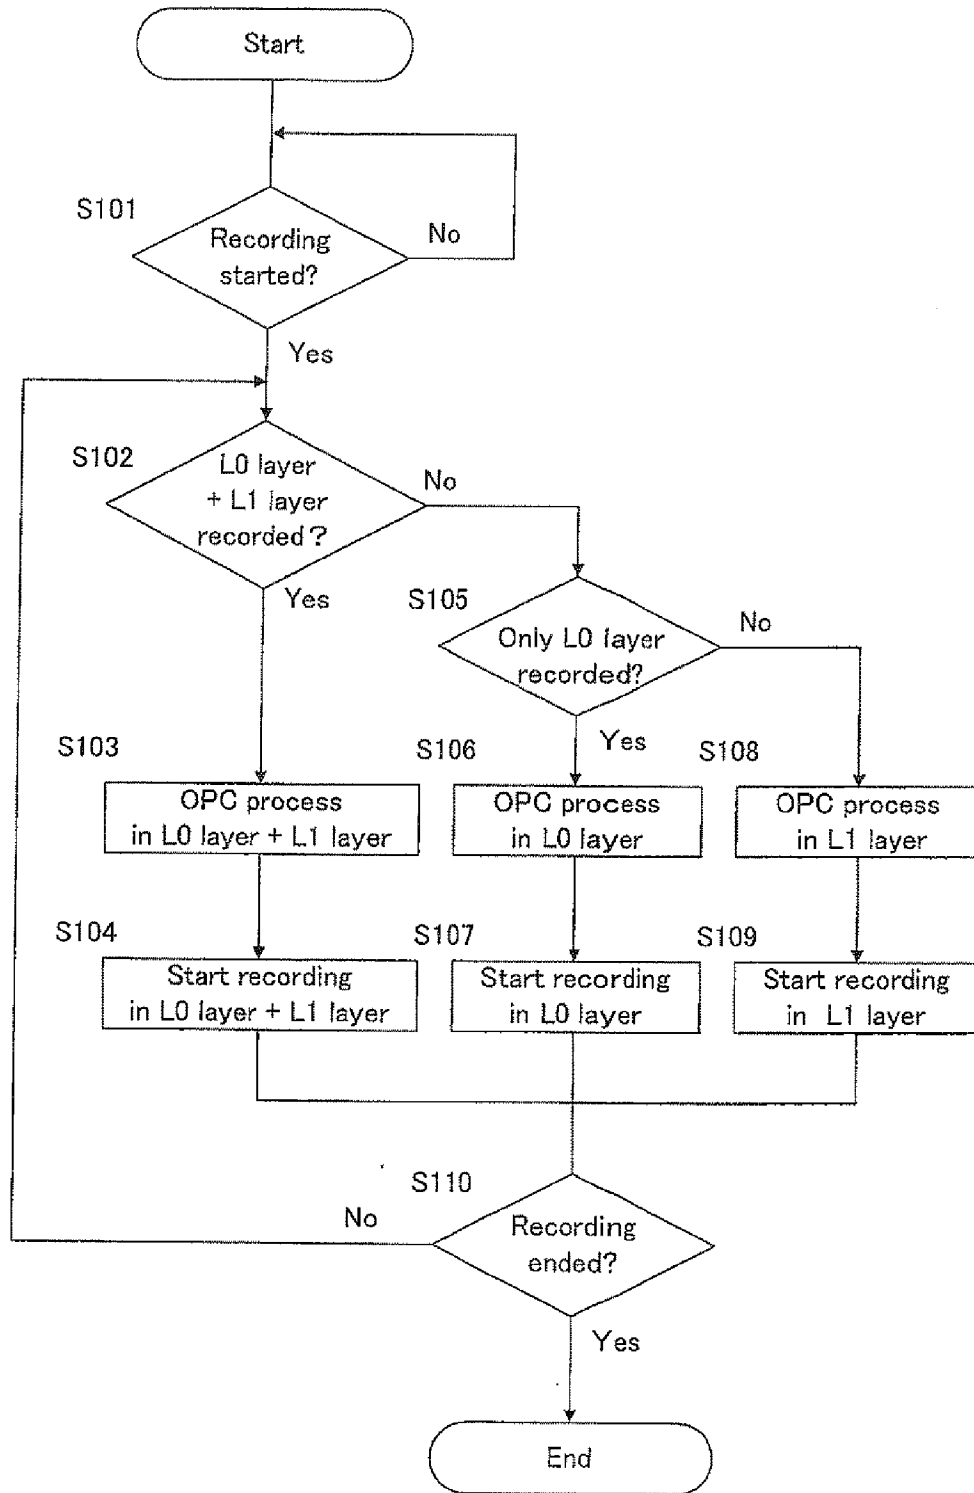 Start
S101
Recording
started?
No
Yes
S102
L0 layer
+ L1 layer
recorded?
No
Yes
S105
Only L0 layer
recorded?
No
Yes
S103
OPC process
in L0 layer + L1 layer
S106
OPC process
in L0 layer
S108
OPC process
in L1 layer
S104
Start recording
in L0 layer + L1 layer
S107
Start recording
in L0 layer
S109
Start recording
in L1 layer
S110
Recording
ended?
No
Yes
End